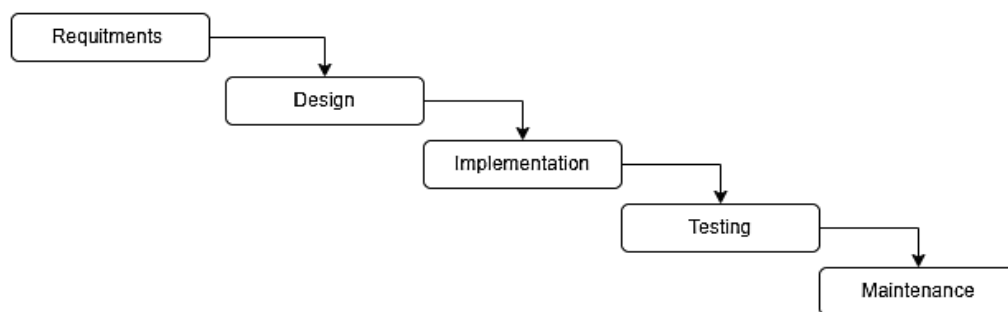 Requitments
Design
Implementation
Testing
Maintenance